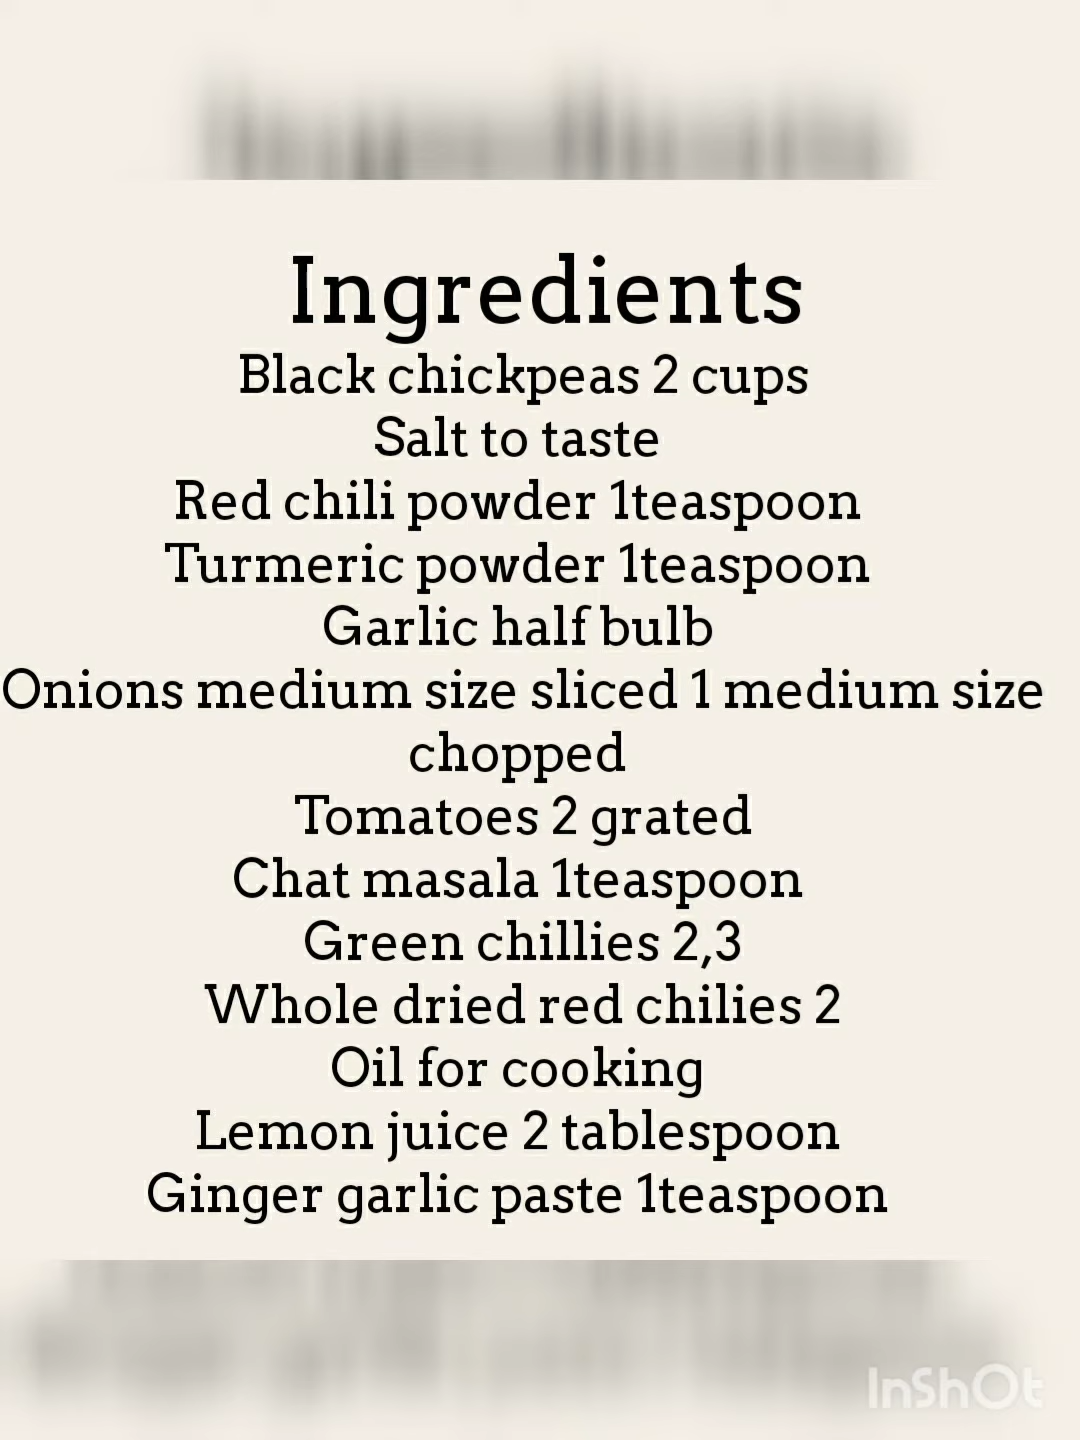 Ingredients
Black chickpeas 2 cups
Salt to taste
Red chili powder 1teaspoon
Turmeric powder 1teaspoon
Garlic half bulb
Onions medium size sliced 1 medium size
chopped
Tomatoes 2 grated
Chat masala 1teaspoon
Green chillies 2,3
Whole dried red chilies 2
Oil for cooking
Lemon juice 2 tablespoon
Ginger garlic paste 1teaspoon
InShOt